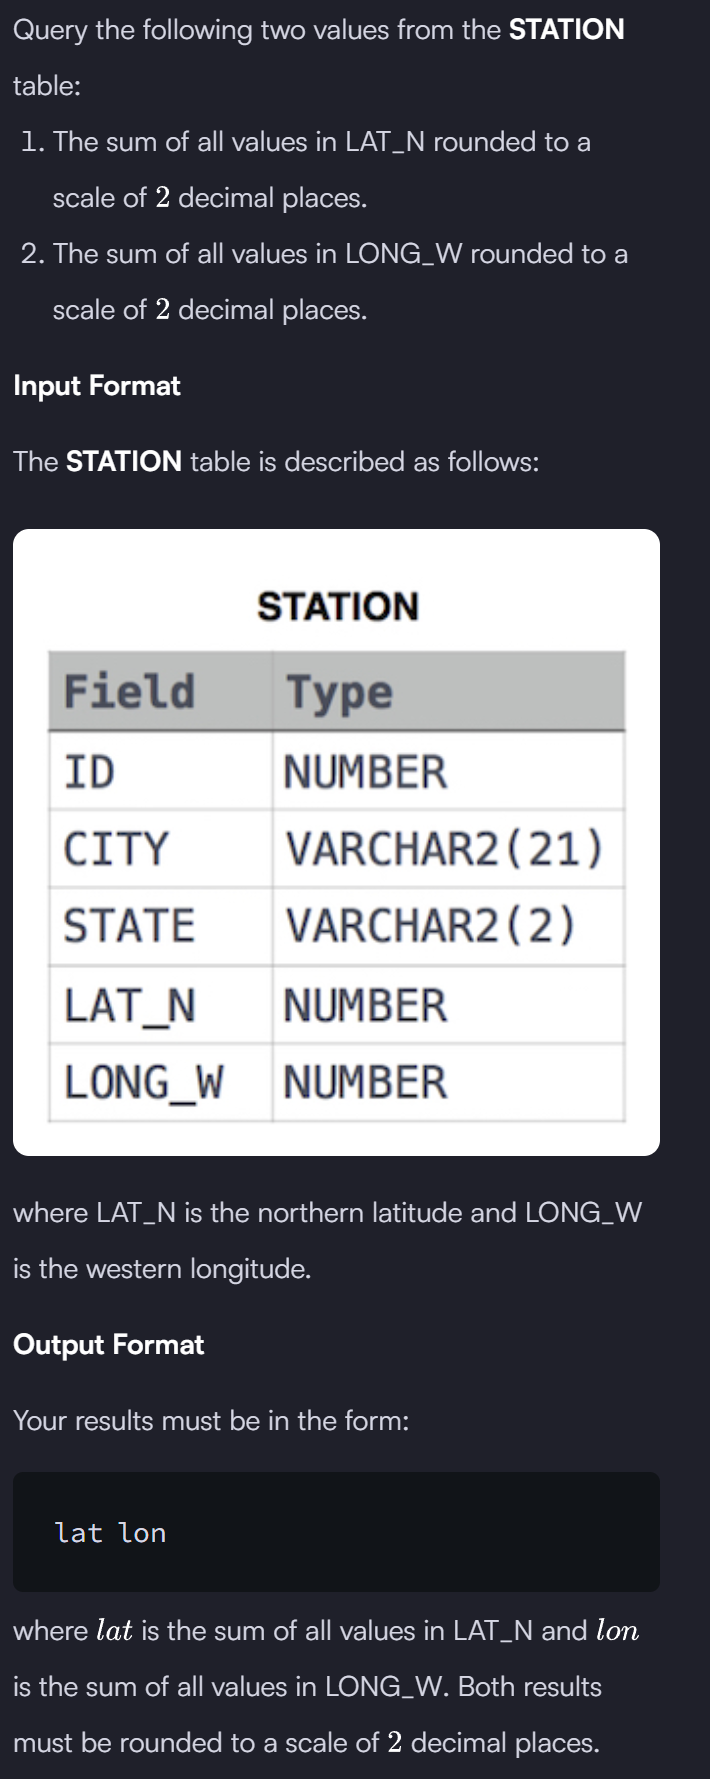 Query the following two values from the STATION
table:
1. The sum of all values in LAT_N rounded to a
scale of 2 decimal places.
2. The sum of all values in LONG_W rounded to a
scale of 2 decimal places.
Input Format
The STATION table is described as follows:
STATION
Field Type
ID NUMBER
CITY VARCHAR2(21)
STATE VARCHAR2(2)
LAT_N NUMBER
LONG_W NUMBER
where LAT_N is the northern latitude and LONG_W
is the western longitude.
Output Format
Your results must be in the form:
lat lon
where lat is the sum of all values in LAT_N and lon
is the sum of all values in LONG_W. Both results
must be rounded to a scale of 2 decimal places.